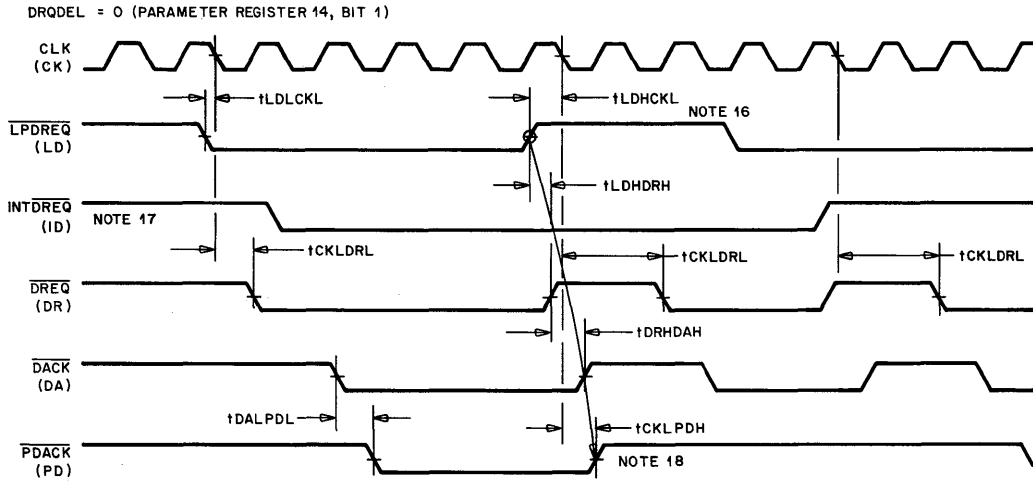 DRQDEL = 0 (PARAMETER REGISTER 14, BIT 1)
CLK
(CK)
tLDLCKL
tLDHCKL
LPDREQ
(LD)
NOTE 16
tLDHDRH
INTDREQ
(ID)
NOTE 17
tCKLDRL
tCKLDRL
tCKLDRL
DREQ
(DR)
tDRHDAH
DACK
(DA)
tDALPDL
tCKLPDH
PDACK
(PD)
NOTE 18